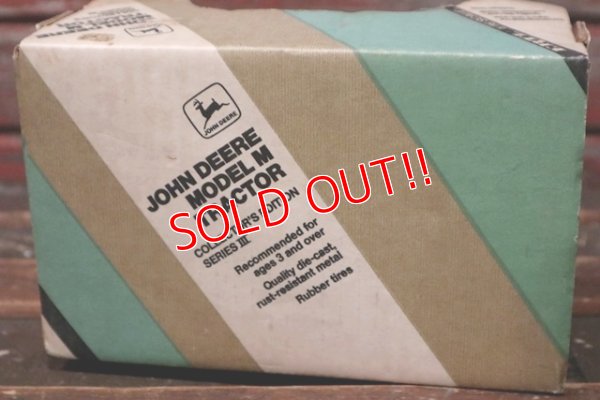 JOHN DEERE
JOHN DEERE
MODEL M
TRACTOR
COLLECTOR'S EDITION
SERIES III
Recommended for
ages 3 and over
Quality die-cast,
rust-resistant metal
Rubber tires
SOLD OUT!!